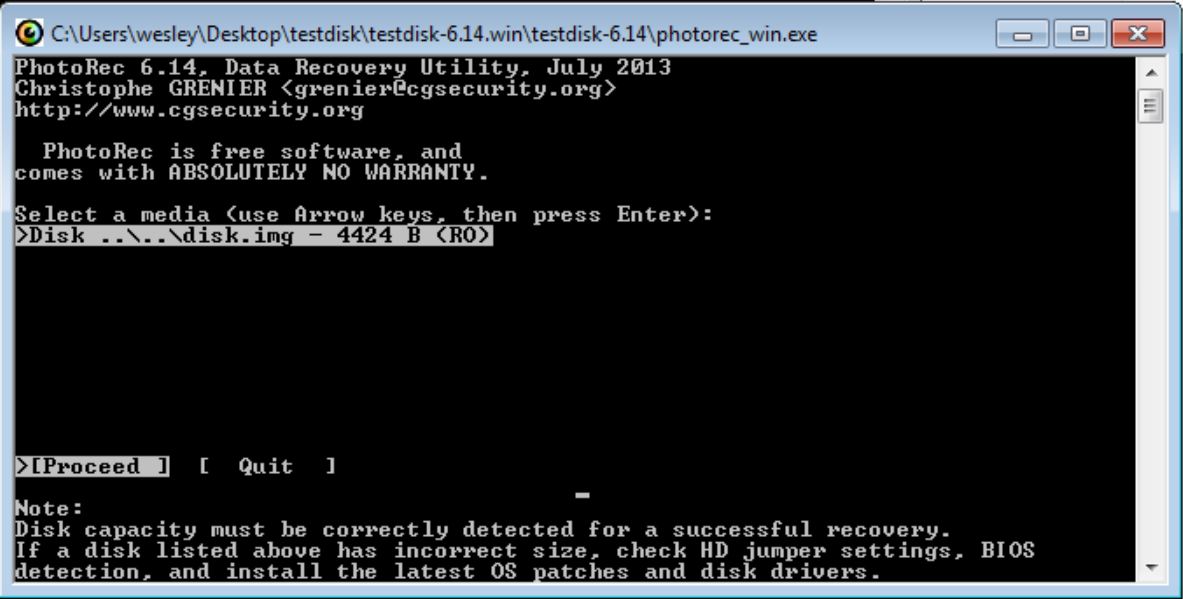 C:\Users\wesley\Desktop\testdisk\testdisk-6.14.win\testdisk-6.14\photorec_win.exe
PhotoRec 6.14, Data Recovery Utility, July 2013
Christophe GRENIER <grenier@cgsecurity.org>
http://www.cgsecurity.org
PhotoRec is free software, and
comes with ABSOLUTELY NO WARRANTY.
Select a media (use Arrow keys, then press Enter):
>Disk ..\..\disk.img - 4424 B (RO)
>[Proceed ]  [  Quit  ]
Note:
Disk capacity must be correctly detected for a successful recovery.
If a disk listed above has incorrect size, check HD jumper settings, BIOS
detection, and install the latest OS patches and disk drivers.